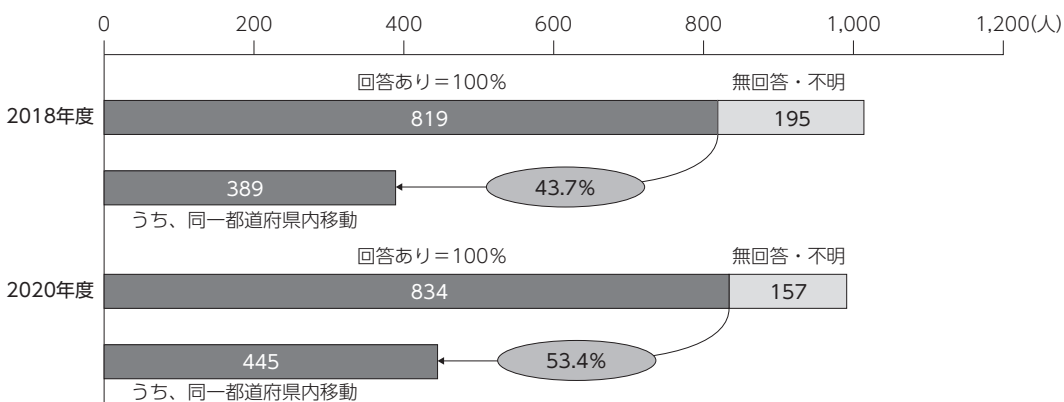 0 200 400 600 800 1,000 1,200(人)
回答あり＝100％ 無回答・不明
2018年度 819 195
389 43.7%
うち、同一都道府県内移動
回答あり＝100％ 無回答・不明
2020年度 834 157
445 53.4%
うち、同一都道府県内移動